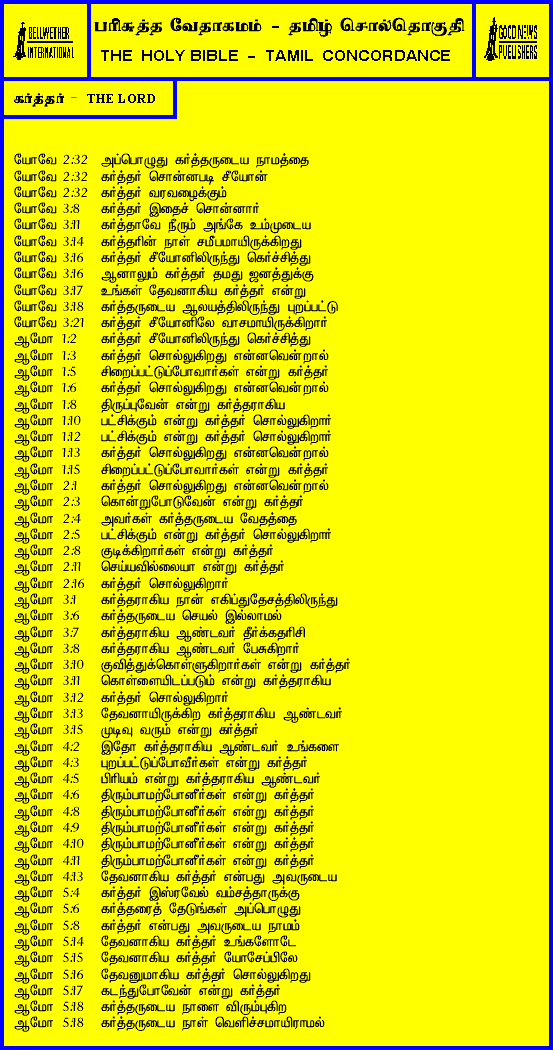 BELLWETHER
INTERNATIONAL
பரிசுத்த வேதாகமம் - தமிழ் சொல்தொகுதி
THE HOLY BIBLE - TAMIL CONCORDANCE
GOOD NEWS
PUBLISHERS
கர்த்தர் - THE LORD
யோவே 2:32 அப்பொழுது கர்த்தருடைய நாமத்தை
யோவே 2:32 கர்த்தர் சொன்னபடி சீயோன்
யோவே 2:32 கர்த்தர் வரவழைக்கும்
யோவே 3:8 கர்த்தர் இதைச் சொன்னார்
யோவே 3:11 கர்த்தாவே நீரும் அங்கே உம்முடைய
யோவே 3:14 கர்த்தரின் நாள் சமீபமாயிருக்கிறது
யோவே 3:16 கர்த்தர் சீயோனிலிருந்து கெர்ச்சித்து
யோவே 3:16 ஆனாலும் கர்த்தர் தமது ஜனத்துக்கு
யோவே 3:17 உங்கள் தேவனாகிய கர்த்தர் என்று
யோவே 3:18 கர்த்தருடைய ஆலயத்திலிருந்து புறப்பட்டு
யோவே 3:21 கர்த்தர் சீயோனிலே வாசமாயிருக்கிறார்
ஆமோ 1:2 கர்த்தர் சீயோனிலிருந்து கெர்ச்சித்து
ஆமோ 1:3 கர்த்தர் சொல்லுகிறது என்னவென்றால்
ஆமோ 1:5 சிறைப்பட்டுப்போவார்கள் என்று கர்த்தர்
ஆமோ 1:6 கர்த்தர் சொல்லுகிறது என்னவென்றால்
ஆமோ 1:8 திருப்புவேன் என்று கர்த்தராகிய
ஆமோ 1:10 பட்சிக்கும் என்று கர்த்தர் சொல்லுகிறார்
ஆமோ 1:12 பட்சிக்கும் என்று கர்த்தர் சொல்லுகிறார்
ஆமோ 1:13 கர்த்தர் சொல்லுகிறது என்னவென்றால்
ஆமோ 1:15 சிறைப்பட்டுப்போவார்கள் என்று கர்த்தர்
ஆமோ 2:1 கர்த்தர் சொல்லுகிறது என்னவென்றால்
ஆமோ 2:3 கொன்றுபோடுவேன் என்று கர்த்தர்
ஆமோ 2:4 அவர்கள் கர்த்தருடைய வேதத்தை
ஆமோ 2:5 பட்சிக்கும் என்று கர்த்தர் சொல்லுகிறார்
ஆமோ 2:8 குடிக்கிறார்கள் என்று கர்த்தர்
ஆமோ 2:11 செய்யவில்லையா என்று கர்த்தர்
ஆமோ 2:16 கர்த்தர் சொல்லுகிறார்
ஆமோ 3:1 கர்த்தராகிய நான் எகிப்துதேசத்திலிருந்து
ஆமோ 3:6 கர்த்தருடைய செயல் இல்லாமல்
ஆமோ 3:7 கர்த்தராகிய ஆண்டவர் தீர்க்கதரிசி
ஆமோ 3:8 கர்த்தராகிய ஆண்டவர் பேசுகிறார்
ஆமோ 3:10 குவித்துக்கொள்ளுகிறார்கள் என்று கர்த்தர்
ஆமோ 3:11 கொள்ளையிடப்படும் என்று கர்த்தராகிய
ஆமோ 3:12 கர்த்தர் சொல்லுகிறார்
ஆமோ 3:13 தேவனாயிருக்கிற கர்த்தராகிய ஆண்டவர்
ஆமோ 3:15 முடிவு வரும் என்று கர்த்தர்
ஆமோ 4:2 இதோ கர்த்தராகிய ஆண்டவர் உங்களை
ஆமோ 4:3 புறப்பட்டுப்போவீர்கள் என்று கர்த்தர்
ஆமோ 4:5 பிரியம் என்று கர்த்தராகிய ஆண்டவர்
ஆமோ 4:6 திரும்பாமற்போனீர்கள் என்று கர்த்தர்
ஆமோ 4:8 திரும்பாமற்போனீர்கள் என்று கர்த்தர்
ஆமோ 4:9 திரும்பாமற்போனீர்கள் என்று கர்த்தர்
ஆமோ 4:10 திரும்பாமற்போனீர்கள் என்று கர்த்தர்
ஆமோ 4:11 திரும்பாமற்போனீர்கள் என்று கர்த்தர்
ஆமோ 4:13 தேவனாகிய கர்த்தர் என்பது அவருடைய
ஆமோ 5:4 கர்த்தர் இஸ்ரவேல் வம்சத்தாருக்கு
ஆமோ 5:6 கர்த்தரைத் தேடுங்கள் அப்பொழுது
ஆமோ 5:8 கர்த்தர் என்பது அவருடைய நாமம்
ஆமோ 5:14 தேவனாகிய கர்த்தர் உங்களோடே
ஆமோ 5:15 தேவனாகிய கர்த்தர் யோசேப்பிலே
ஆமோ 5:16 தேவனுமாகிய கர்த்தர் சொல்லுகிறது
ஆமோ 5:17 கடந்துபோவேன் என்று கர்த்தர்
ஆமோ 5:18 கர்த்தருடைய நாளை விரும்புகிற
ஆமோ 5:18 கர்த்தருடைய நாள் வெளிச்சமாயிராமல்